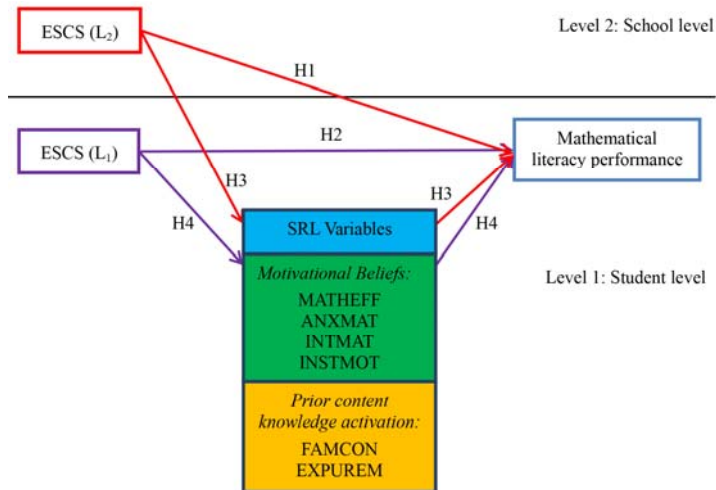 ESCS (L₂)
Level 2: School level
H1
ESCS (L₁)
H2
Mathematical
literacy performance
H3
H3
H4
H4
SRL Variables
Motivational Beliefs:
MATHEFF
ANXMAT
INTMAT
INSTMOT
Level 1: Student level
Prior content
knowledge activation:
FAMCON
EXPUREM